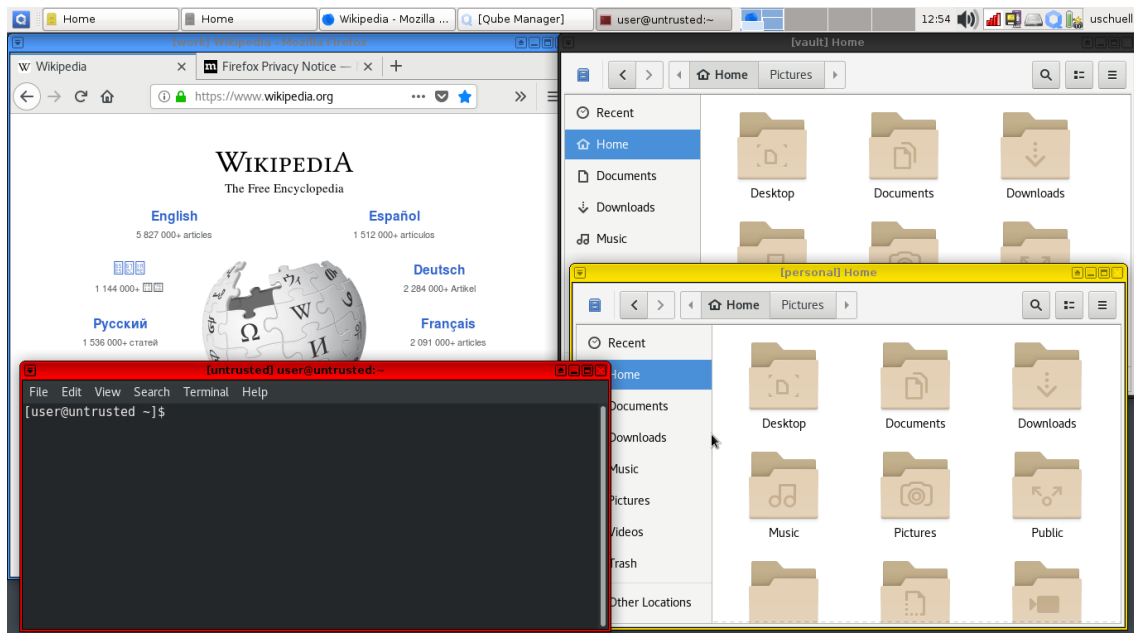 Home
Home
Wikipedia - Mozilla ...
[Qube Manager]
user@untrusted:~
12:54
uschuell
[work] Wikipedia - Mozilla Firefox
Wikipedia
Firefox Privacy Notice —
https://www.wikipedia.org
WIKIPEDIA
The Free Encyclopedia
English
5 827 000+ articles
Español
1 512 000+ artículos
1 144 000+
Deutsch
2 284 000+ Artikel
Русский
1 536 000+ статей
Français
2 091 000+ articles
[vault] Home
Home
Pictures
Recent
Home
Documents
Downloads
Music
Desktop
Documents
Downloads
[personal] Home
Home
Pictures
Recent
Home
Documents
Downloads
Music
Pictures
Videos
Trash
Other Locations
Desktop
Documents
Downloads
Music
Pictures
Public
[untrusted] user@untrusted:~
File Edit View Search Terminal Help
[user@untrusted ~]$